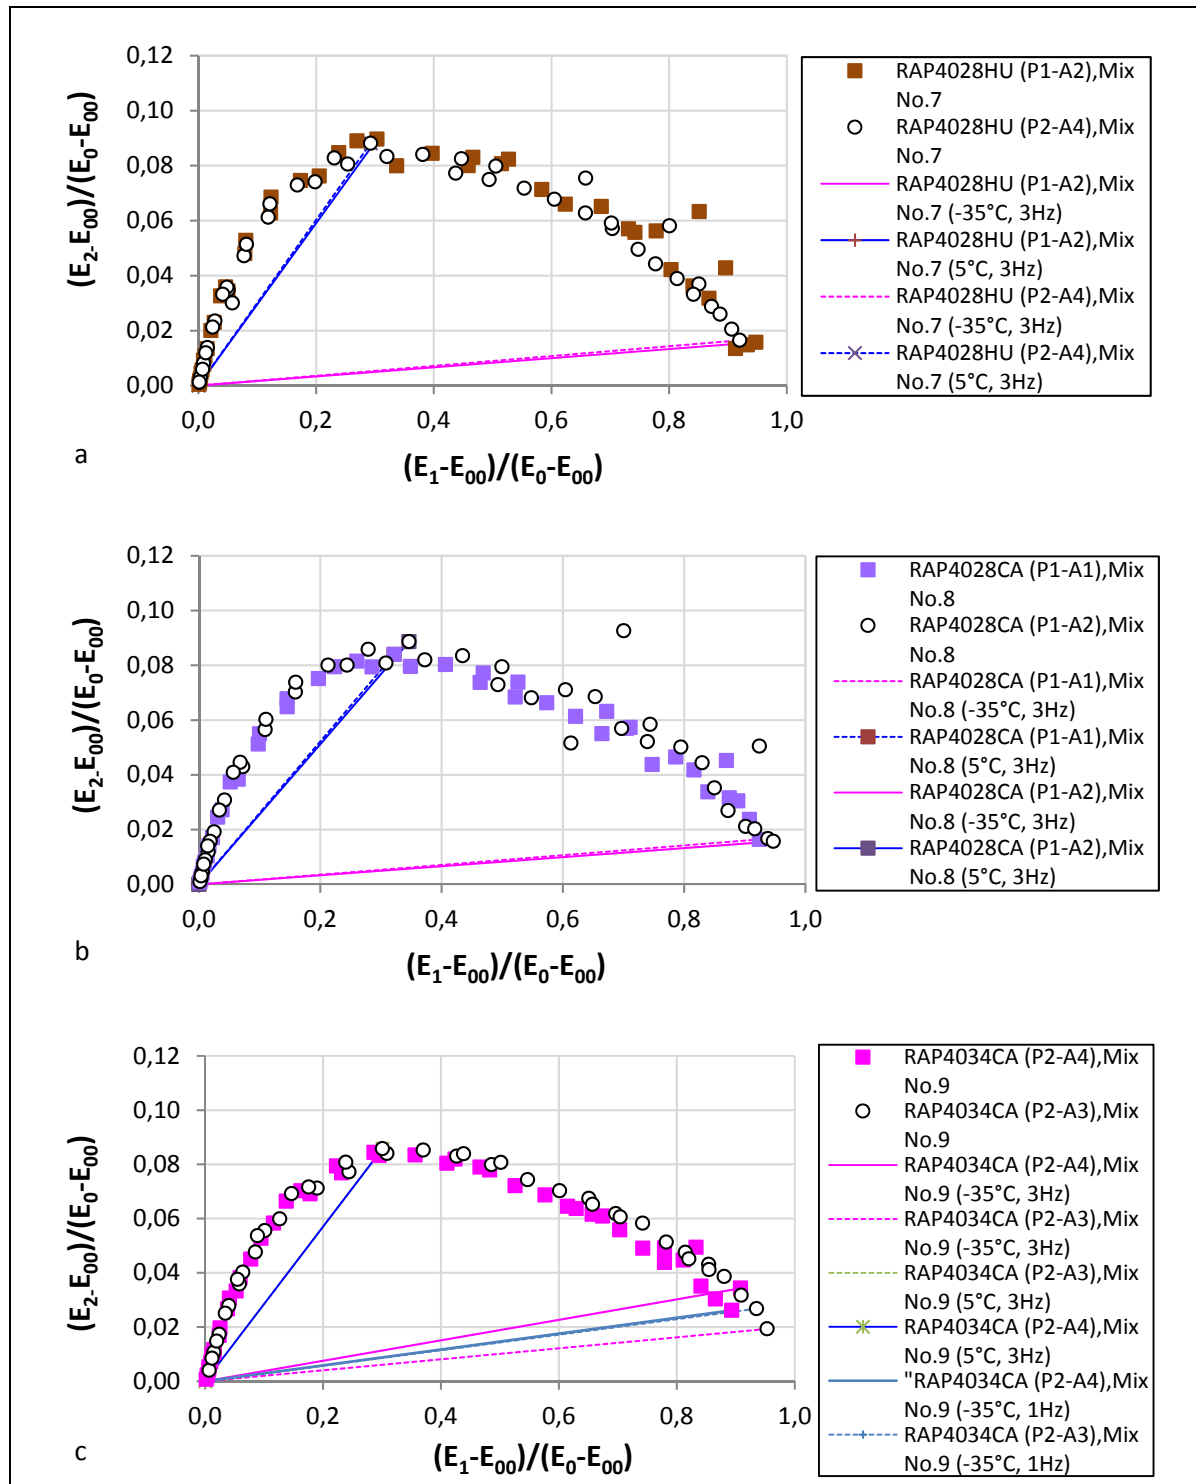 0,12
0,10
0,08
0,06
0,04
0,02
0,00
(E2-E00)/(E0-E00)
0,0 0,2 0,4 0,6 0,8 1,0
(E1-E00)/(E0-E00)
a
RAP4028HU (P1-A2),Mix
No.7
RAP4028HU (P2-A4),Mix
No.7
RAP4028HU (P1-A2),Mix
No.7 (-35°C, 3Hz)
RAP4028HU (P1-A2),Mix
No.7 (5°C, 3Hz)
RAP4028HU (P2-A4),Mix
No.7 (-35°C, 3Hz)
RAP4028HU (P2-A4),Mix
No.7 (5°C, 3Hz)
0,12
0,10
0,08
0,06
0,04
0,02
0,00
(E2-E00)/(E0-E00)
0,0 0,2 0,4 0,6 0,8 1,0
(E1-E00)/(E0-E00)
b
RAP4028CA (P1-A1),Mix
No.8
RAP4028CA (P1-A2),Mix
No.8
RAP4028CA (P1-A1),Mix
No.8 (-35°C, 3Hz)
RAP4028CA (P1-A1),Mix
No.8 (5°C, 3Hz)
RAP4028CA (P1-A2),Mix
No.8 (-35°C, 3Hz)
RAP4028CA (P1-A2),Mix
No.8 (5°C, 3Hz)
0,12
0,10
0,08
0,06
0,04
0,02
0,00
(E2-E00)/(E0-E00)
0,0 0,2 0,4 0,6 0,8 1,0
(E1-E00)/(E0-E00)
c
RAP4034CA (P2-A4),Mix
No.9
RAP4034CA (P2-A3),Mix
No.9
RAP4034CA (P2-A4),Mix
No.9 (-35°C, 3Hz)
RAP4034CA (P2-A3),Mix
No.9 (-35°C, 3Hz)
RAP4034CA (P2-A3),Mix
No.9 (5°C, 3Hz)
RAP4034CA (P2-A4),Mix
No.9 (5°C, 3Hz)
"RAP4034CA (P2-A4),Mix
No.9 (-35°C, 1Hz)
RAP4034CA (P2-A3),Mix
No.9 (-35°C, 1Hz)